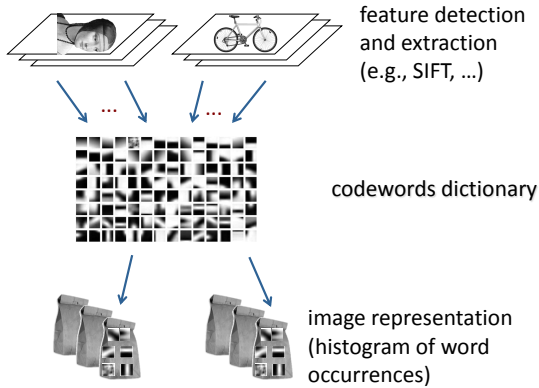 feature detection
and extraction
(e.g., SIFT, …)
...
...
codewords dictionary
image representation
(histogram of word
occurrences)